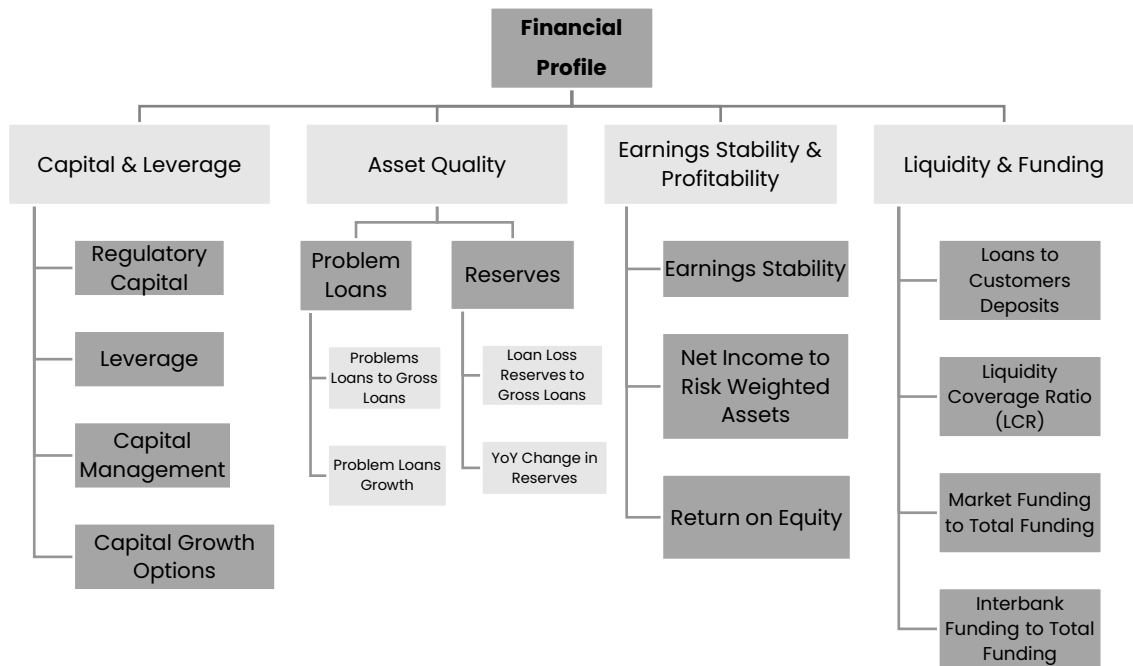 Financial
Profile
Capital & Leverage
Regulatory
Capital
Leverage
Capital
Management
Capital Growth
Options
Asset Quality
Problem
Loans
Problems
Loans to Gross
Loans
Problem Loans
Growth
Reserves
Loan Loss
Reserves to
Gross Loans
YoY Change in
Reserves
Earnings Stability &
Profitability
Earnings Stability
Net Income to
Risk Weighted
Assets
Return on Equity
Liquidity & Funding
Loans to
Customers
Deposits
Liquidity
Coverage Ratio
(LCR)
Market Funding
to Total Funding
Interbank
Funding to Total
Funding